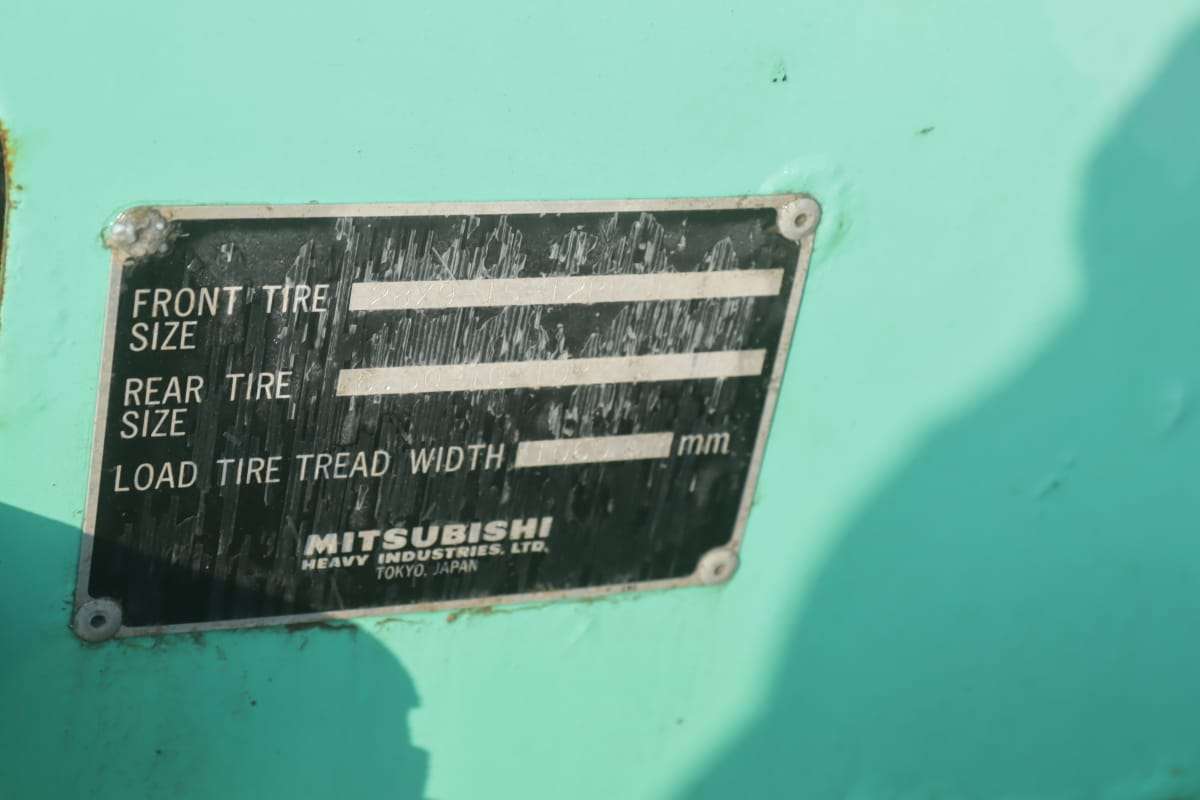 FRONT TIRE
SIZE
REAR TIRE
SIZE
LOAD TIRE TREAD WIDTH mm
MITSUBISHI
HEAVY INDUSTRIES, LTD.
TOKYO, JAPAN